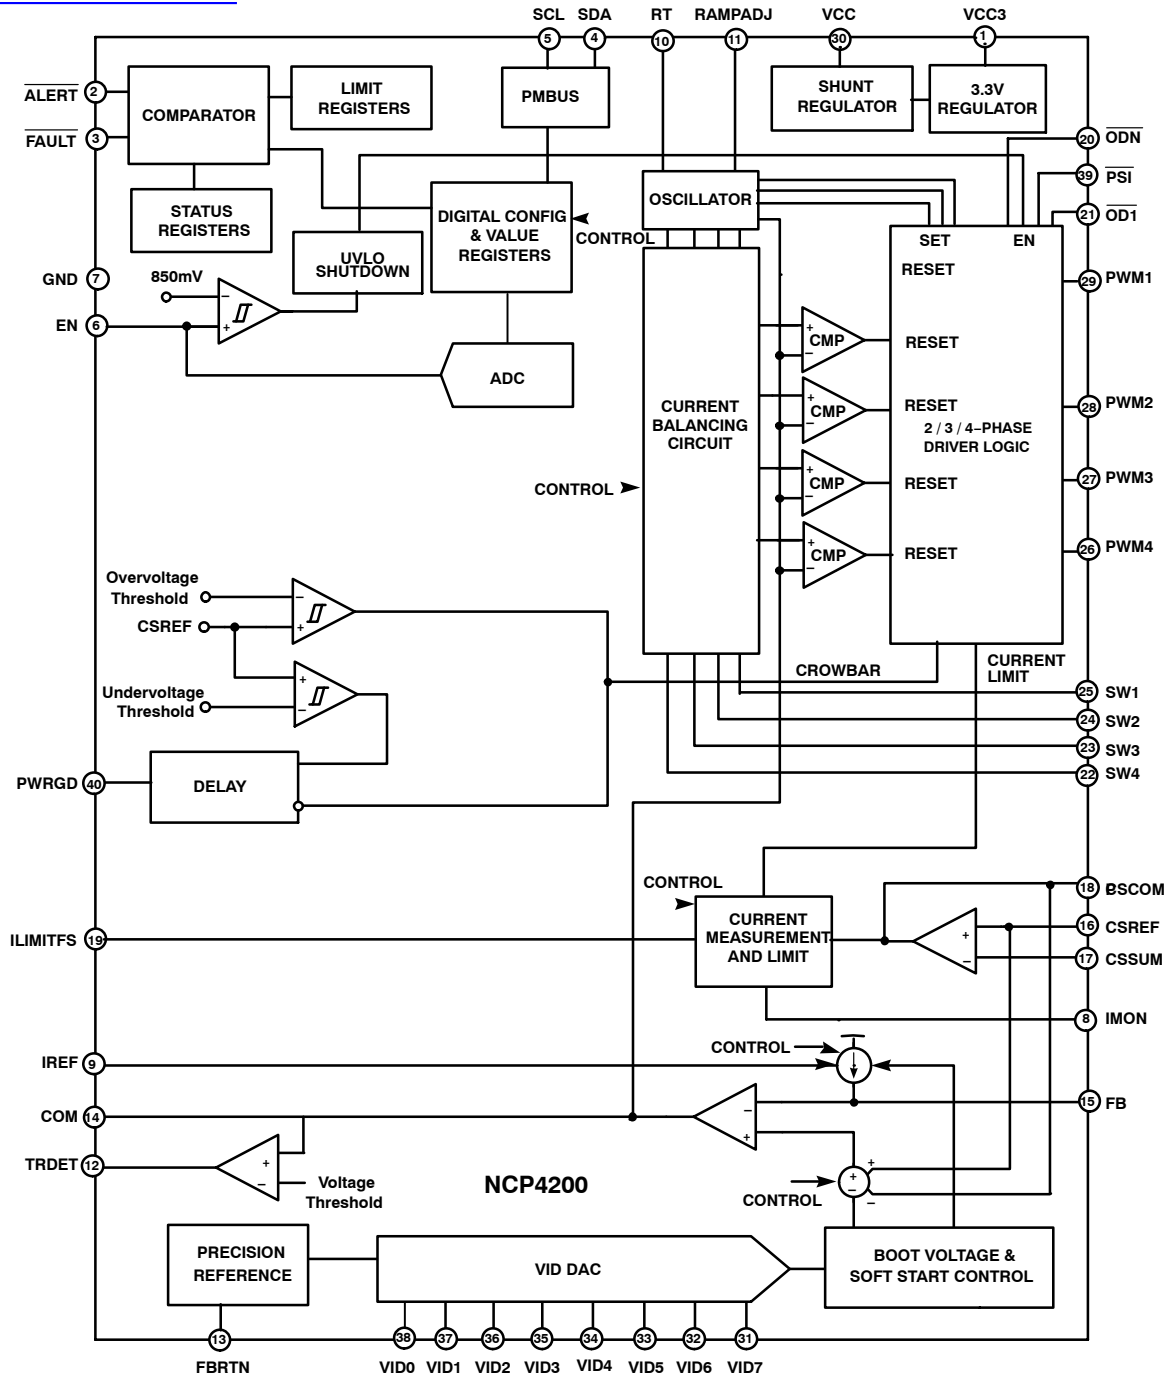 SCL SDA RT RAMPADJ VCC VCC3
5 4 10 11 30 1
ALERT 2
FAULT 3
COMPARATOR
LIMIT
REGISTERS
PMBUS
SHUNT
REGULATOR
3.3V
REGULATOR
20 ODN
39 PSI
21 OD1
STATUS
REGISTERS
DIGITAL CONFIG
& VALUE
REGISTERS
CONTROL
OSCILLATOR
UVLO
SHUTDOWN
SET EN
GND 7
850mV
EN 6
−
+
ADC
RESET
29 PWM1
+
−
CMP
RESET
+
−
CMP
RESET
28 PWM2
CURRENT
BALANCING
CIRCUIT
2 / 3 / 4−PHASE
DRIVER LOGIC
CONTROL
+
−
CMP
RESET
27 PWM3
+
−
CMP
RESET
26 PWM4
Overvoltage
Threshold
−
CSREF
+
Undervoltage
Threshold
+
−
CROWBAR
CURRENT
LIMIT
25 SW1
24 SW2
23 SW3
22 SW4
PWRGD 40
DELAY
CONTROL
18 CSCOM
CURRENT
MEASUREMENT
AND LIMIT
+
−
16 CSREF
17 CSSUM
ILIMITFS 19
8 IMON
IREF 9
CONTROL
COM 14
−
+
15 FB
TRDET 12
+
−
Voltage
Threshold
NCP4200
CONTROL
+
−
+
−
PRECISION
REFERENCE
VID DAC
BOOT VOLTAGE &
SOFT START CONTROL
13 38 37 36 35 34 33 32 31
FBRTN VID0 VID1 VID2 VID3 VID4 VID5 VID6 VID7